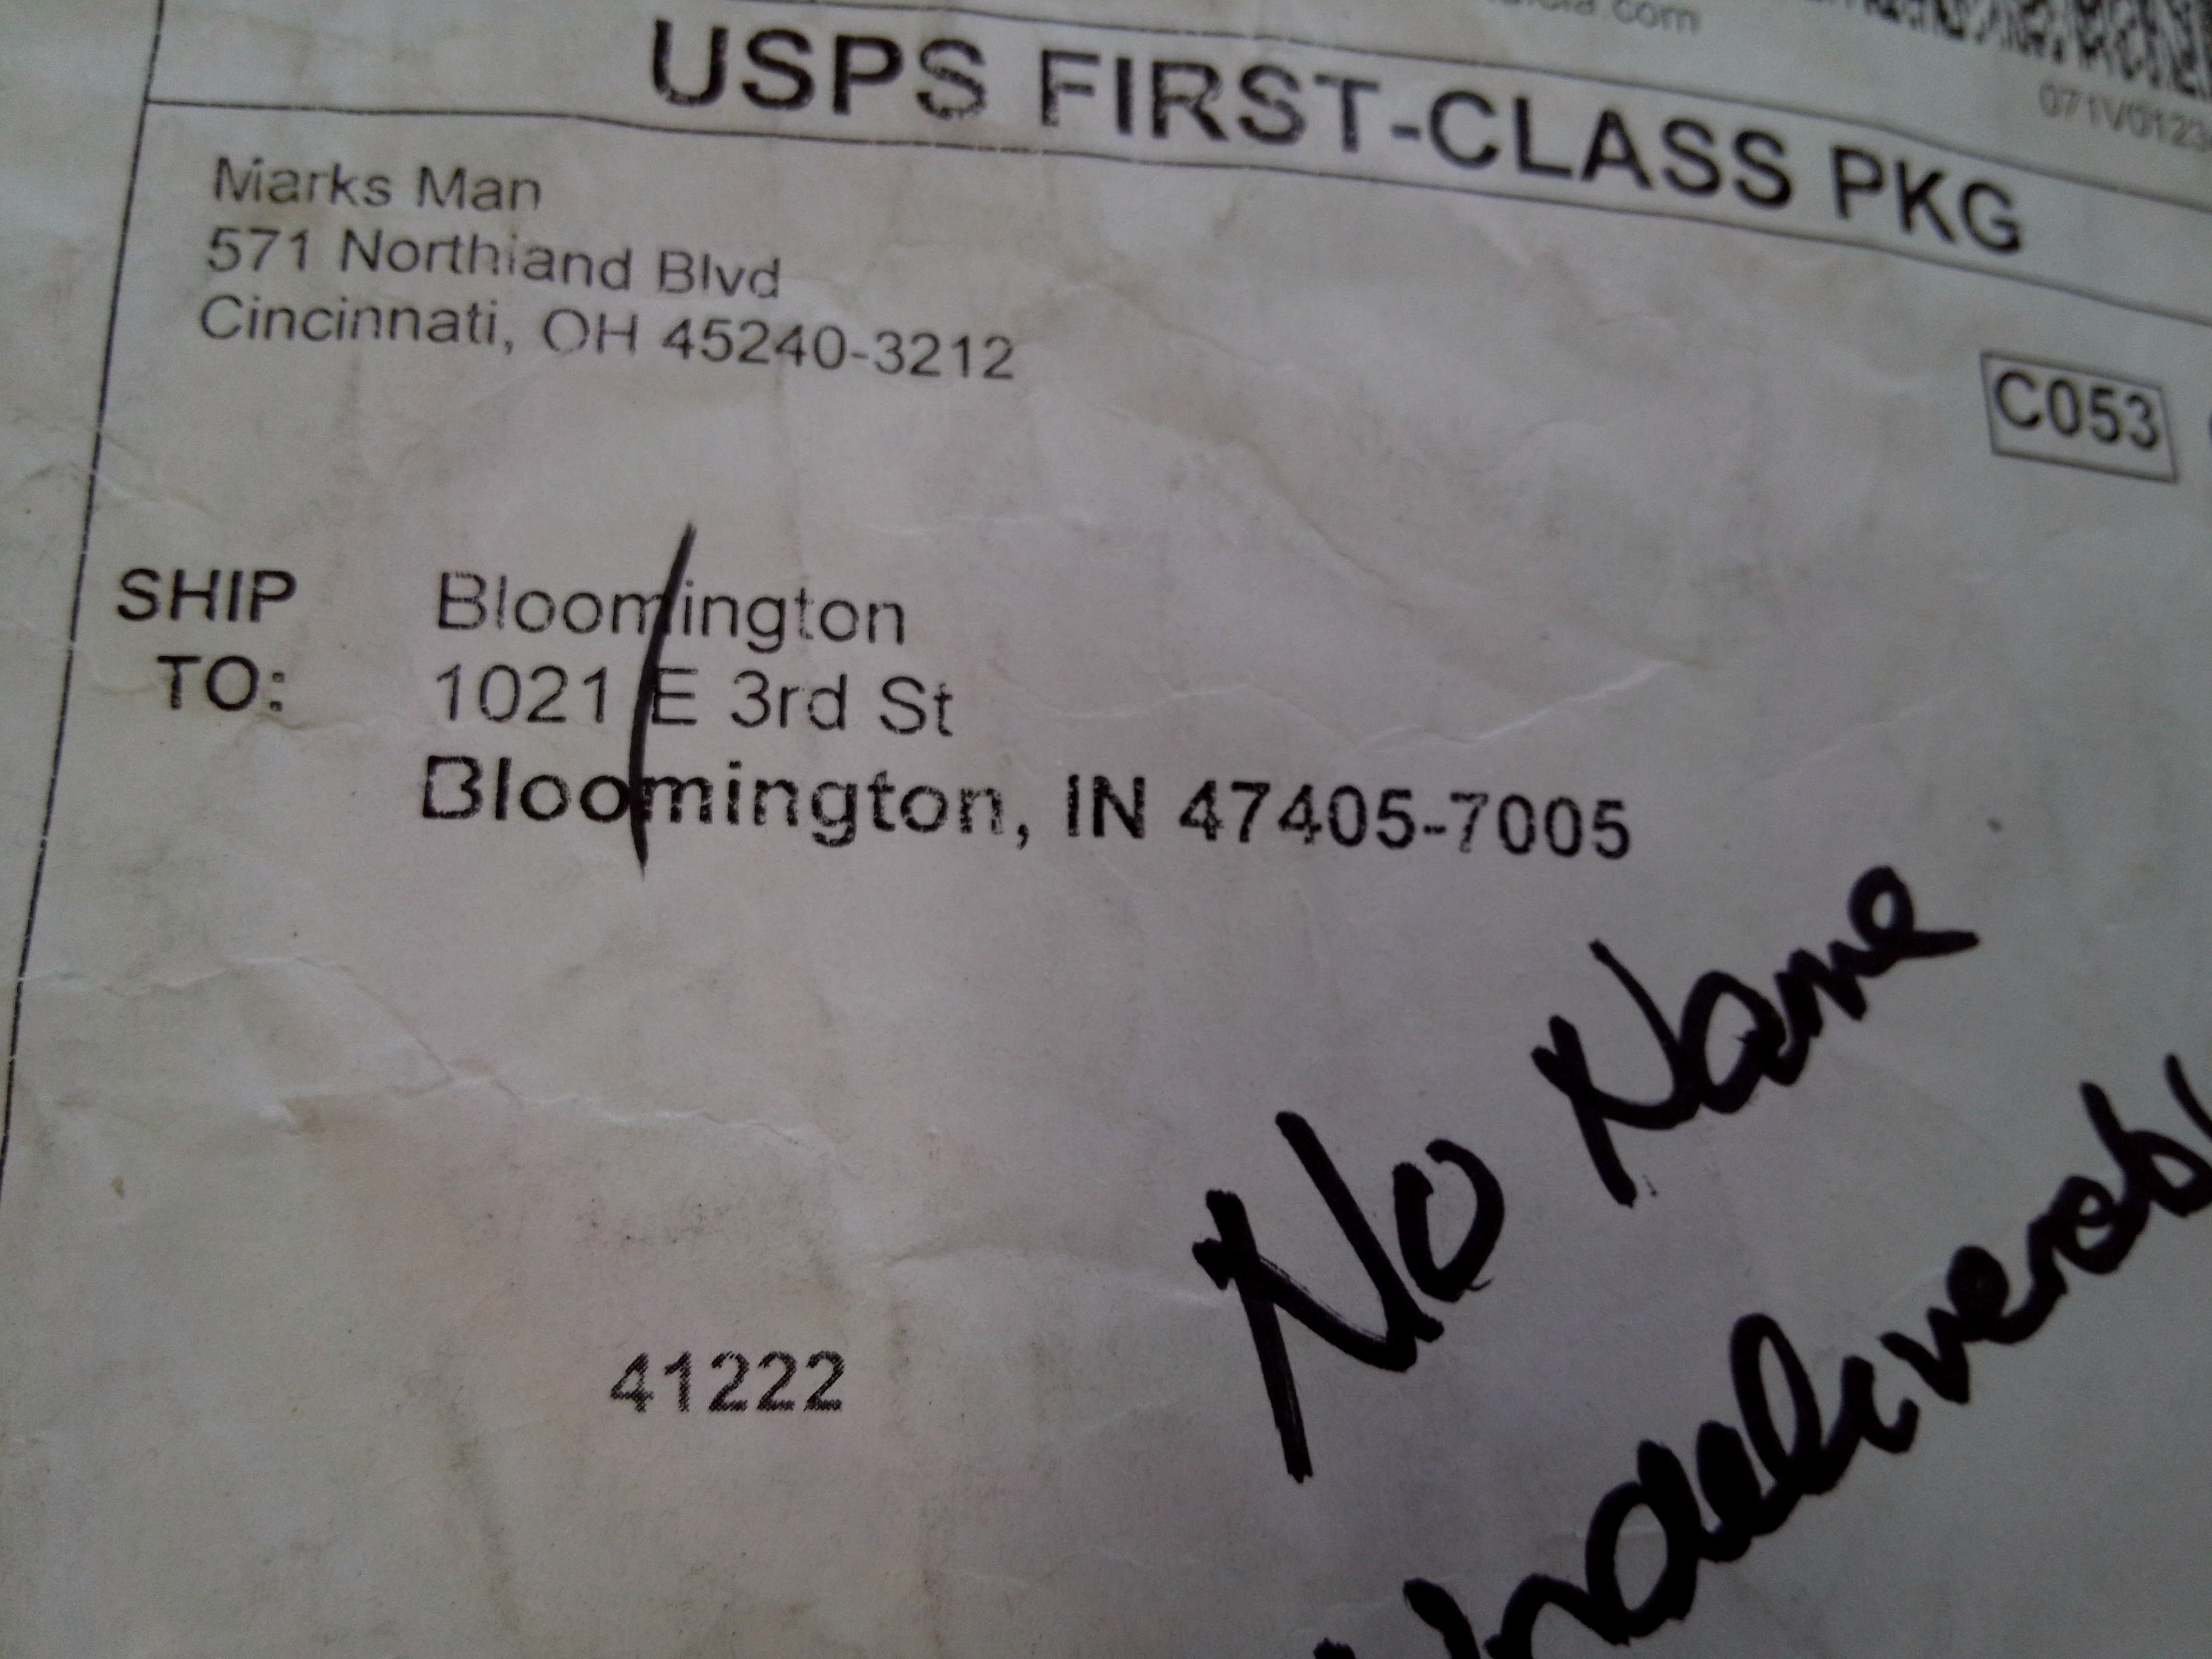 USPS FIRST-CLASS PKG
Marks Man
571 Northland Blvd
Cincinnati, OH 45240-3212
C053
SHIP
TO:
Bloomington
1021 E 3rd St
Bloomington, IN 47405-7005
No Name
41222